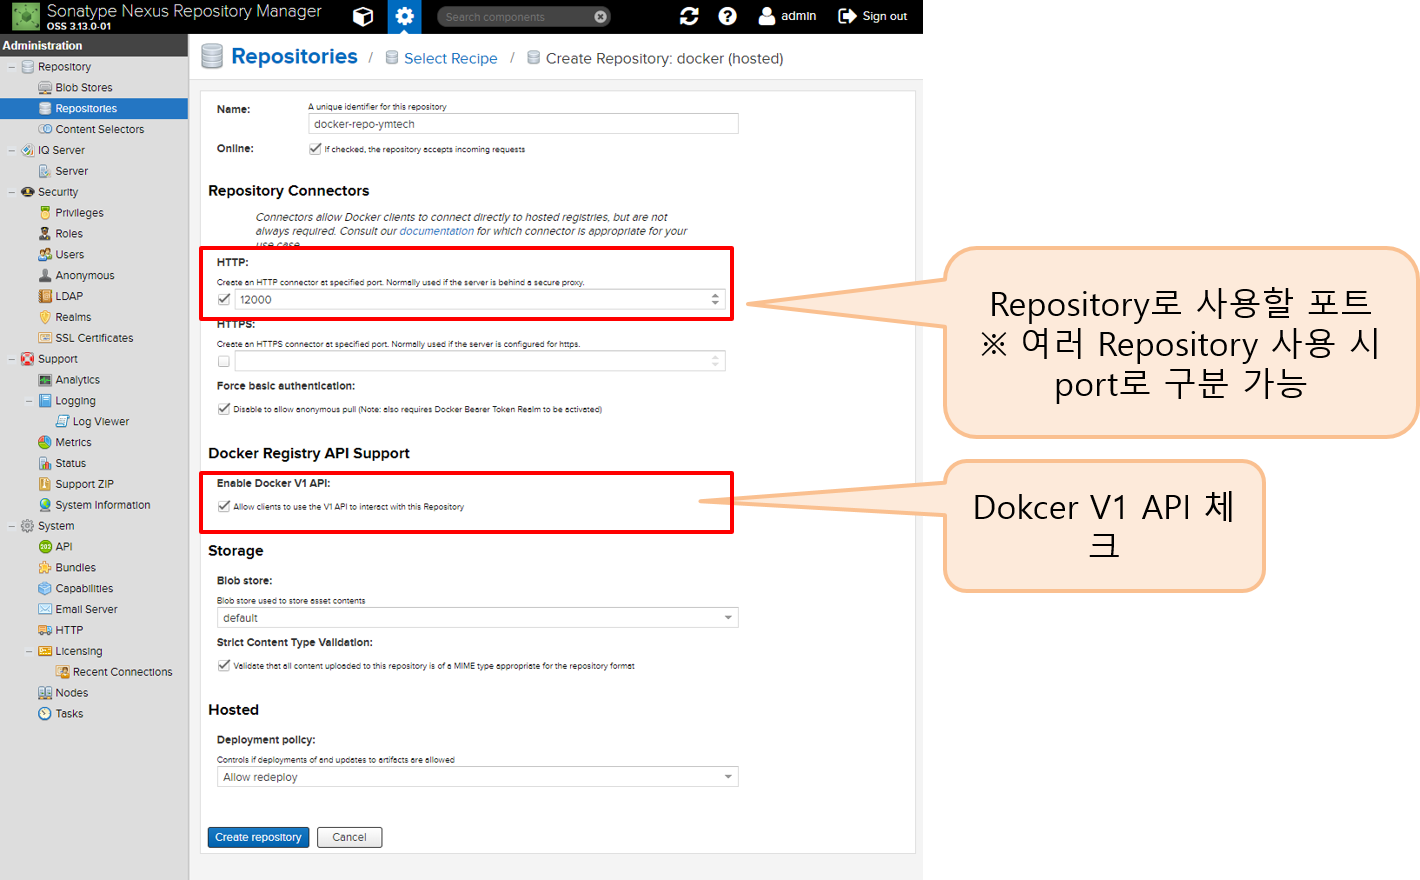 Sonatype Nexus Repository Manager
OSS 3.13.0-01
Search components
admin
Sign out
Administration
Repository
Blob Stores
Repositories
Content Selectors
IQ Server
Server
Security
Privileges
Roles
Users
Anonymous
LDAP
Realms
SSL Certificates
Support
Analytics
Logging
Log Viewer
Metrics
Status
Support ZIP
System Information
System
API
Bundles
Capabilities
Email Server
HTTP
Licensing
Recent Connections
Nodes
Tasks
Repositories / Select Recipe / Create Repository: docker (hosted)
Name:
A unique identifier for this repository
docker-repo-ymtech
Online:
If checked, the repository accepts incoming requests
Repository Connectors
Connectors allow Docker clients to connect directly to hosted registries, but are not
always required. Consult our documentation for which connector is appropriate for your
use case.
HTTP:
Create an HTTP connector at specified port. Normally used if the server is behind a secure proxy.
12000
HTTPS:
Create an HTTPS connector at specified port. Normally used if the server is configured for https.
Force basic authentication:
Disable to allow anonymous pull (Note: also requires Docker Bearer Token Realm to be activated)
Docker Registry API Support
Enable Docker V1 API:
Allow clients to use the V1 API to interact with this Repository
Storage
Blob store:
Blob store used to store asset contents
default
Strict Content Type Validation:
Validate that all content uploaded to this repository is of a MIME type appropriate for the repository format
Hosted
Deployment policy:
Controls if deployments of and updates to artifacts are allowed
Allow redeploy
Create repository
Cancel
Repository로 사용할 포트
※ 여러 Repository 사용 시
port로 구분 가능
Dokcer V1 API 체
크